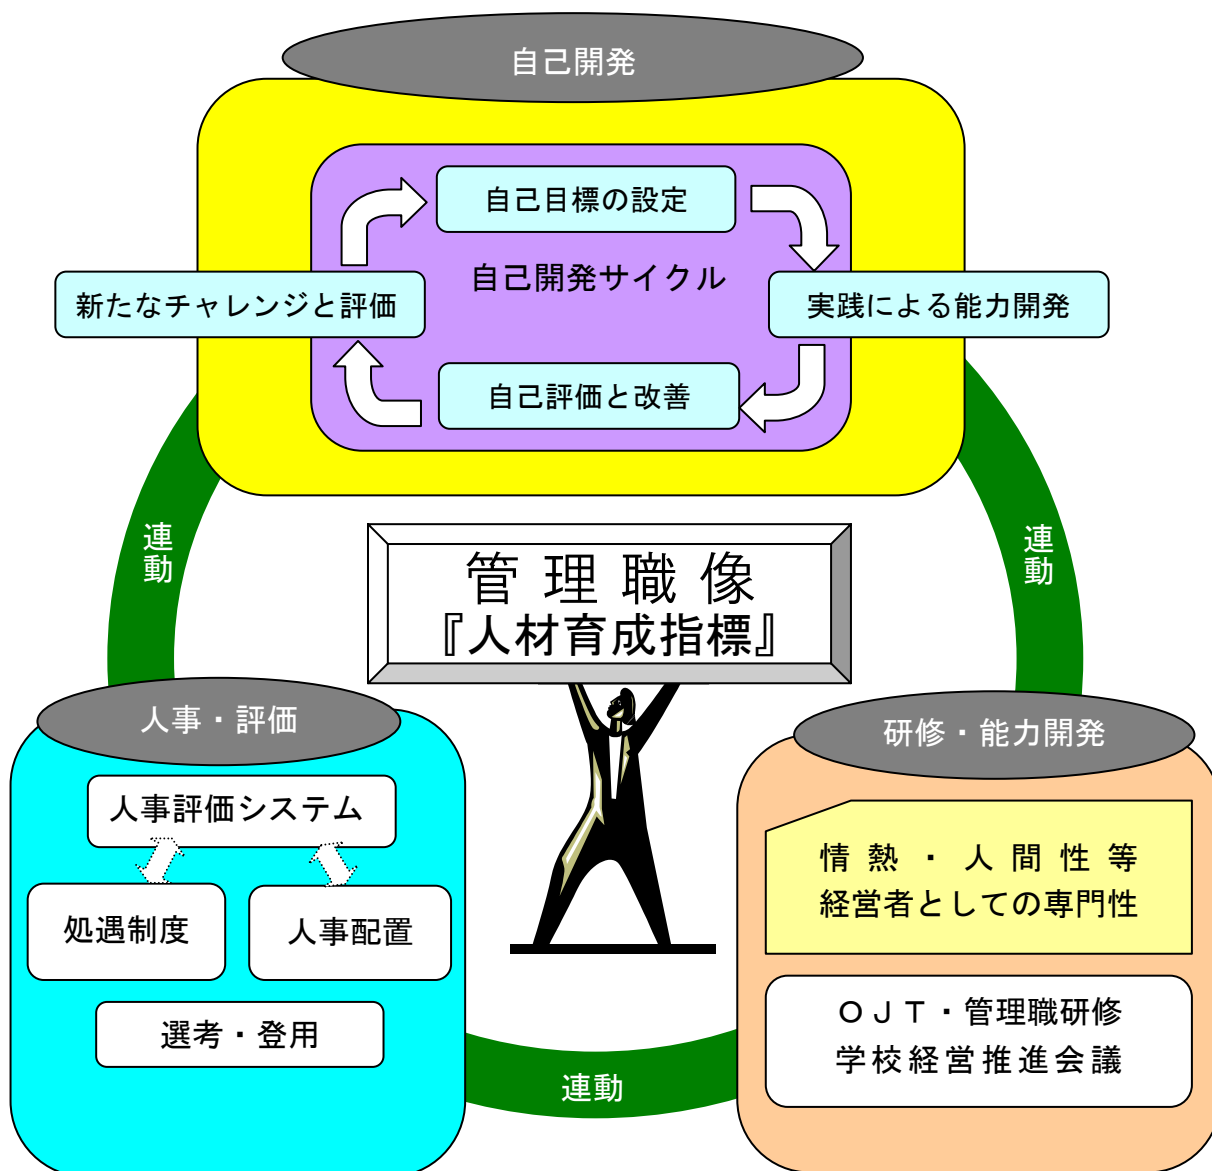 自己開発
自己目標の設定
自己開発サイクル
新たなチャレンジと評価
実践による能力開発
自己評価と改善
連動
連動
管理職像
『人材育成指標』
人事・評価
人事評価システム
処遇制度
人事配置
選考・登用
研修・能力開発
情熱・人間性等
経営者としての専門性
ＯＪＴ・管理職研修
学校経営推進会議
連動